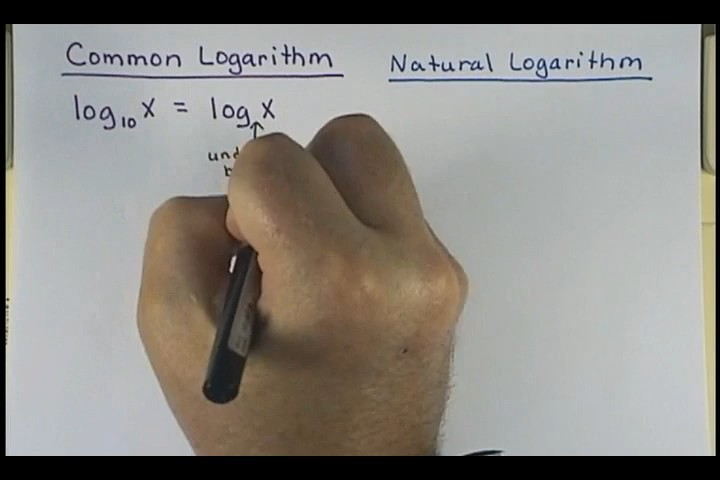 Common Logarithm
Natural Logarithm
log₁₀ x = log x